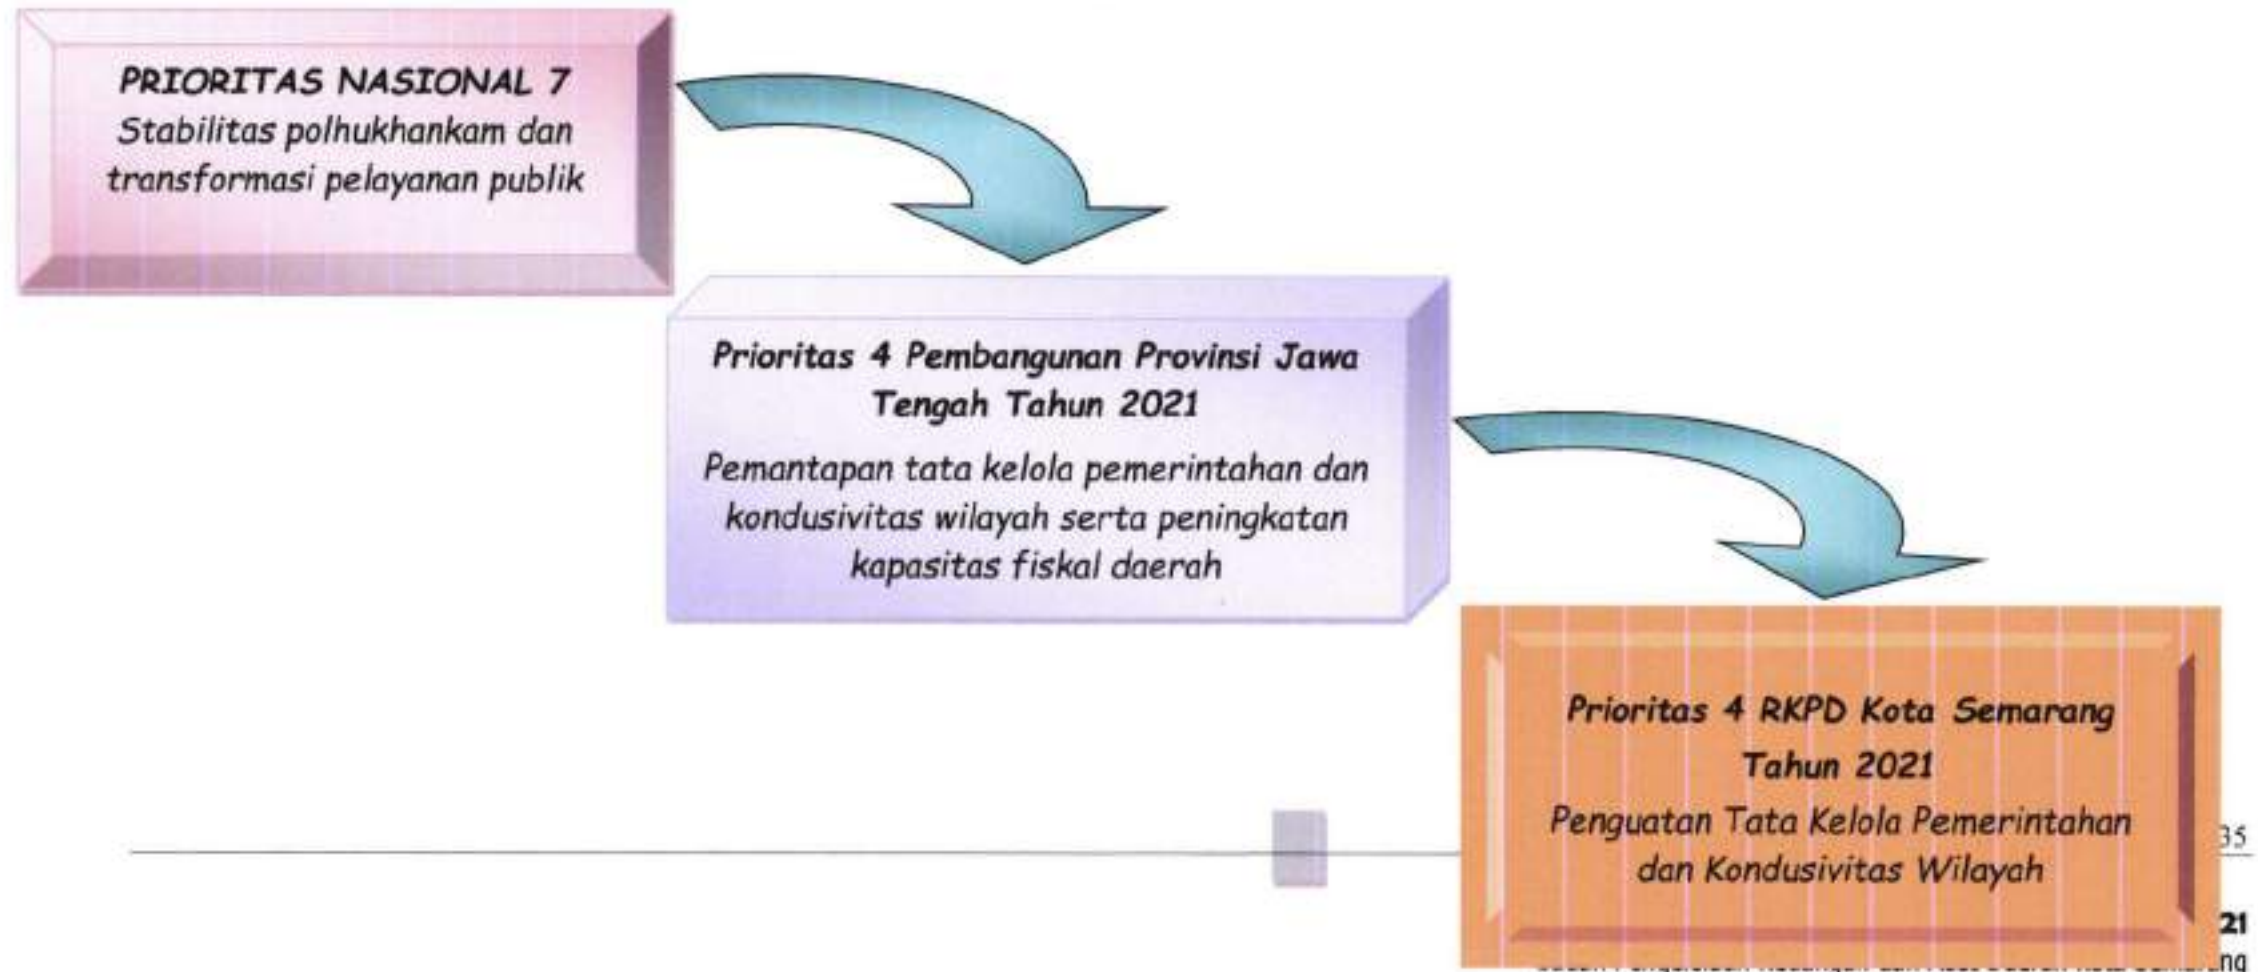 PRIORITAS NASIONAL 7
Stabilitas polhukhankam dan
transformasi pelayanan publik
Prioritas 4 Pembangunan Provinsi Jawa
Tengah Tahun 2021
Pemantapan tata kelola pemerintahan dan
kondusivitas wilayah serta peningkatan
kapasitas fiskal daerah
Prioritas 4 RKPD Kota Semarang
Tahun 2021
Penguatan Tata Kelola Pemerintahan
dan Kondusivitas Wilayah
35
21
ng